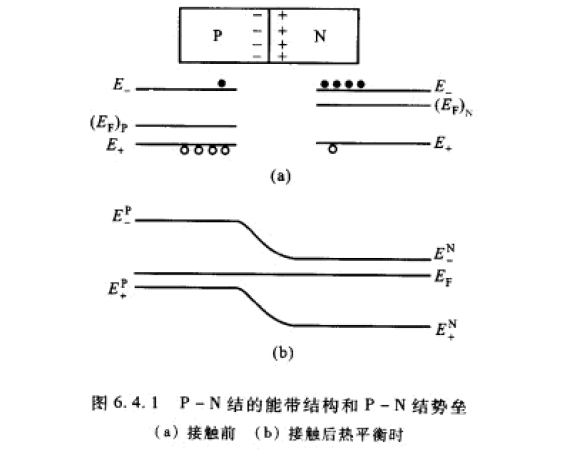 P - + N
- +
- +
- +
E₋ E₋
(E_F)_P (E_F)_N
E₊ E₊
(a)
E₋ᴾ
E₋ᴺ
E_F
E₊ᴾ
E₊ᴺ
(b)
图 6.4.1 P-N 结的能带结构和 P-N 结势垒
(a) 接触前 (b) 接触后热平衡时